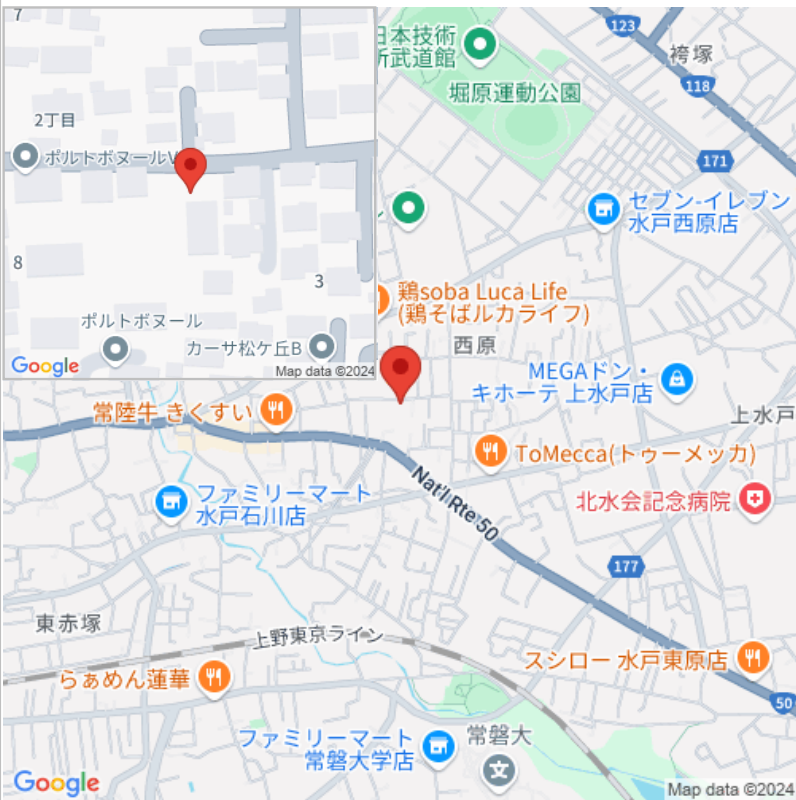 7
2丁目
ポルトボヌールV
8
3
ポルトボヌール
カーサ松ケ丘B
Google
Map data ©2024
日本技術
新武道館
堀原運動公園
123
袴塚
118
171
セブン-イレブン
水戸西原店
鶏soba Luca Life
(鶏そばルカライフ)
西原
MEGAドン・
キホーテ 上水戸店
常陸牛 きくすい
上水戸
ToMecca(トゥーメッカ)
Nat'l Rte 50
ファミリーマート
水戸石川店
北水会記念病院
177
東赤塚
上野東京ライン
スシロー 水戸東原店
らぁめん蓮華
50
ファミリーマート
常磐大学店
常磐大
文
Google
Map data ©2024